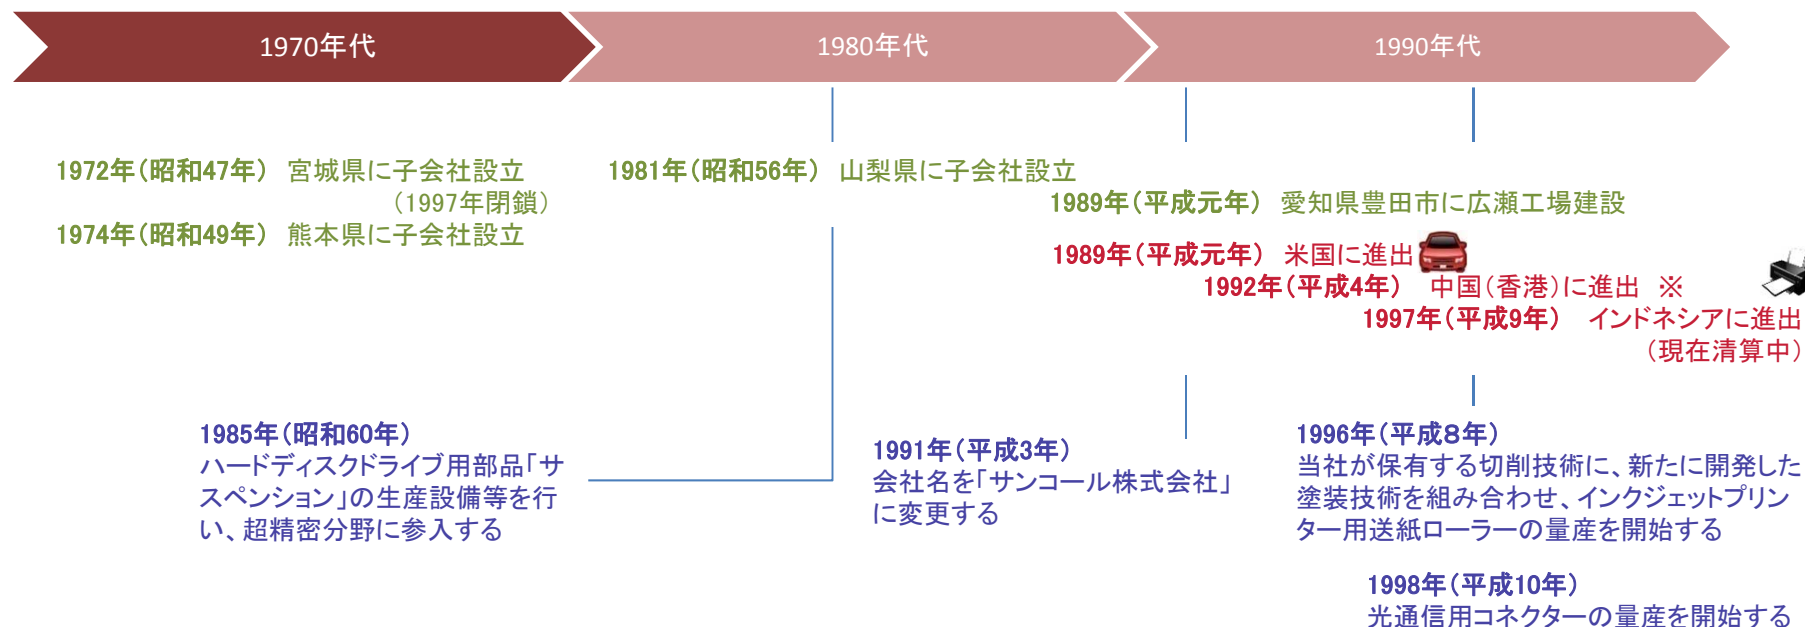 1970年代
1980年代
1990年代
1972年(昭和47年) 宮城県に子会社設立
(1997年閉鎖)
1974年(昭和49年) 熊本県に子会社設立
1981年(昭和56年) 山梨県に子会社設立
1989年(平成元年) 愛知県豊田市に広瀬工場建設
1989年(平成元年) 米国に進出
1992年(平成4年) 中国(香港)に進出 ※
1997年(平成9年) インドネシアに進出
(現在清算中)
1985年(昭和60年)
ハードディスクドライブ用部品「サ
スペンション」の生産設備等を行
い、超精密分野に参入する
1991年(平成3年)
会社名を「サンコール株式会社」
に変更する
1996年(平成８年)
当社が保有する切削技術に、新たに開発した
塗装技術を組み合わせ、インクジェットプリン
ター用送紙ローラーの量産を開始する
1998年(平成10年)
光通信用コネクターの量産を開始する